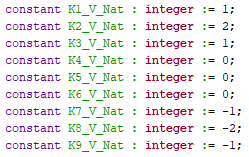 constant K1_V_Nat : integer := 1;
constant K2_V_Nat : integer := 2;
constant K3_V_Nat : integer := 1;
constant K4_V_Nat : integer := 0;
constant K5_V_Nat : integer := 0;
constant K6_V_Nat : integer := 0;
constant K7_V_Nat : integer := -1;
constant K8_V_Nat : integer := -2;
constant K9_V_Nat : integer := -1;